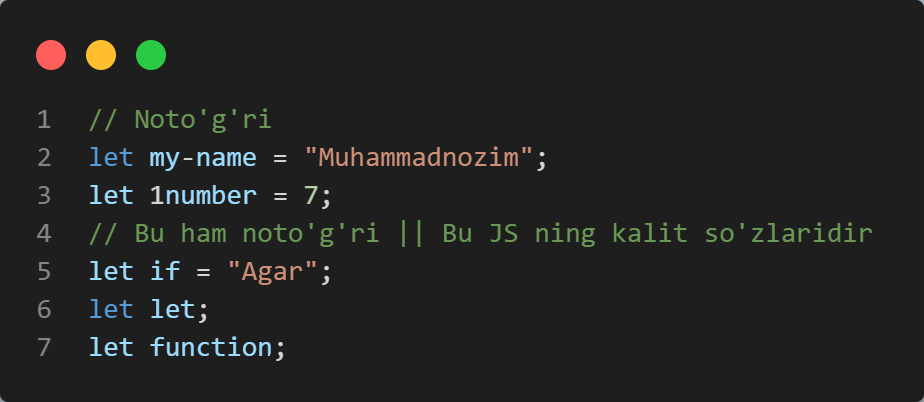 1 // Noto'g'ri
2 let my-name = "Muhammadnozim";
3 let 1number = 7;
4 // Bu ham noto'g'ri || Bu JS ning kalit so'zlaridir
5 let if = "Agar";
6 let let;
7 let function;